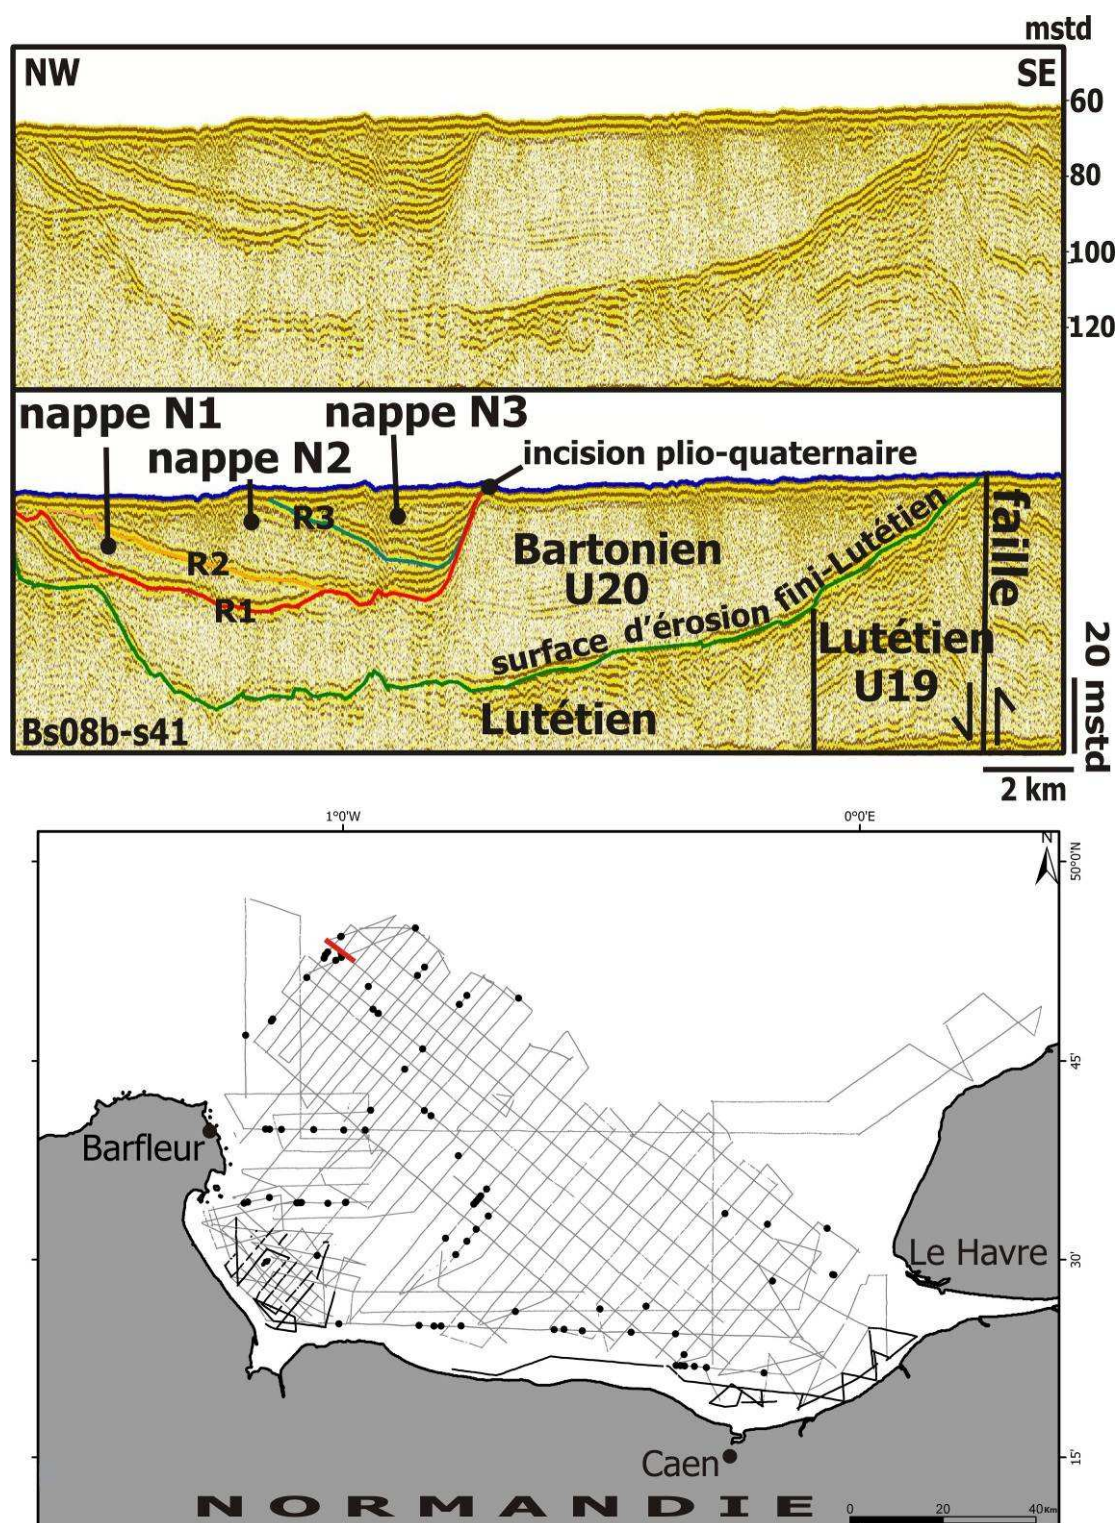 mstd
NW
SE
60
80
100
120
nappe N1
nappe N3
nappe N2
incision plio-quaternaire
R3
R2
R1
Bartonien
U20
surface d'érosion fini-Lutétien
faille
Lutétien
U19
Lutétien
Bs08b-s41
20 mstd
2 km
1°0'W
0°0'E
N
50°0'N
45'
Barfleur
30'
Le Havre
15'
Caen
NORMANDIE
0 20 40 Km